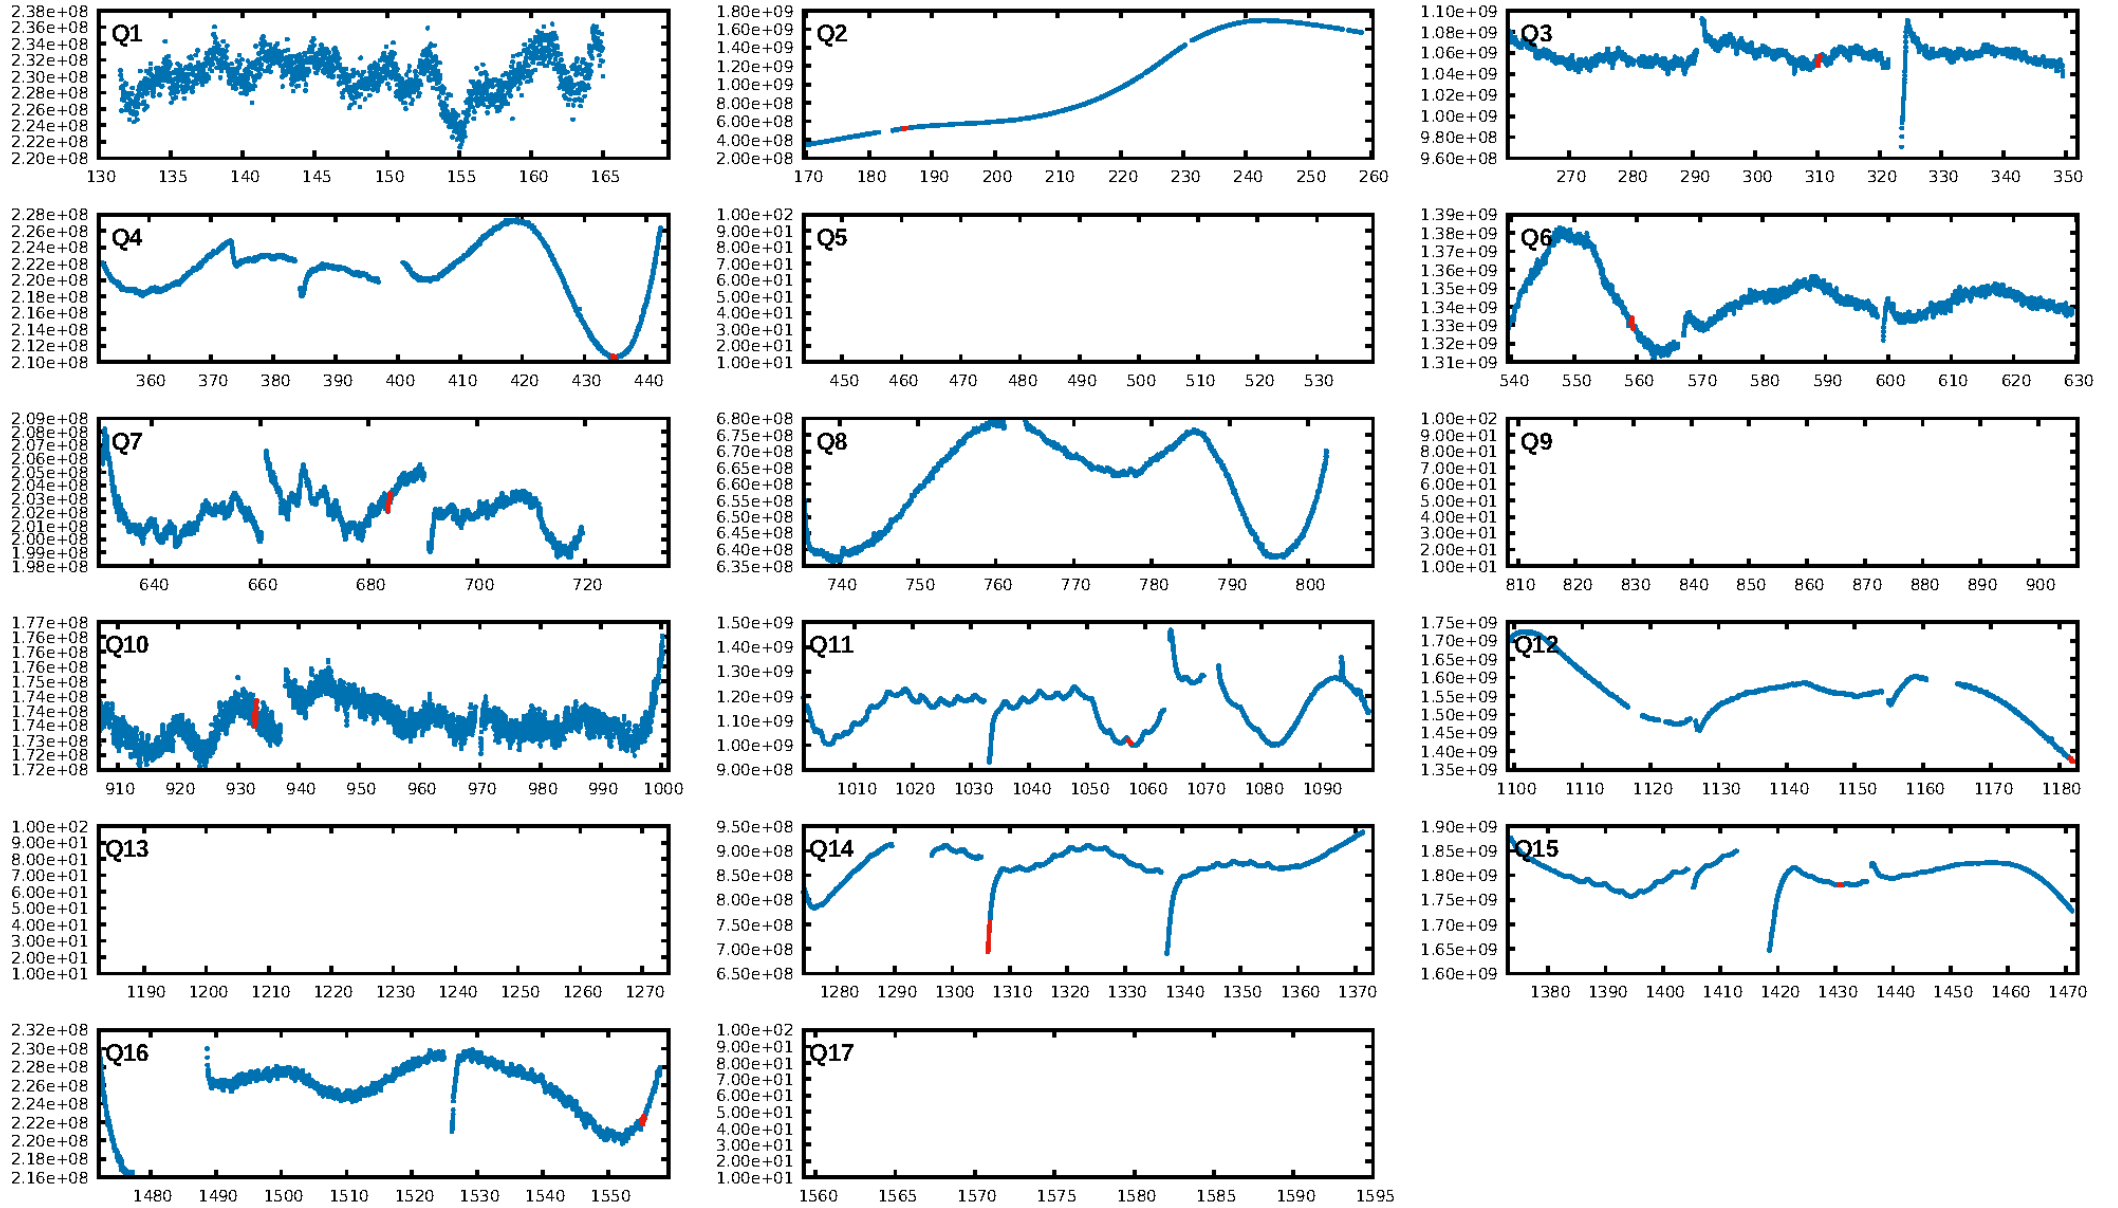 2.38e+08
2.36e+08
2.34e+08
2.32e+08
2.30e+08
2.28e+08
2.26e+08
2.24e+08
2.22e+08
2.20e+08
Q1
130 135 140 145 150 155 160 165
1.80e+09
1.60e+09
1.40e+09
1.20e+09
1.00e+09
8.00e+08
6.00e+08
4.00e+08
2.00e+08
Q2
170 180 190 200 210 220 230 240 250 260
1.10e+09
1.08e+09
1.06e+09
1.04e+09
1.02e+09
1.00e+09
9.80e+08
9.60e+08
Q3
270 280 290 300 310 320 330 340 350
2.28e+08
2.26e+08
2.24e+08
2.22e+08
2.20e+08
2.18e+08
2.16e+08
2.14e+08
2.12e+08
2.10e+08
Q4
360 370 380 390 400 410 420 430 440
1.00e+02
9.00e+01
8.00e+01
7.00e+01
6.00e+01
5.00e+01
4.00e+01
3.00e+01
2.00e+01
1.00e+01
Q5
450 460 470 480 490 500 510 520 530
1.39e+09
1.38e+09
1.37e+09
1.36e+09
1.35e+09
1.34e+09
1.33e+09
1.32e+09
1.31e+09
Q6
540 550 560 570 580 590 600 610 620 630
2.09e+08
2.08e+08
2.07e+08
2.06e+08
2.05e+08
2.04e+08
2.03e+08
2.02e+08
2.01e+08
2.00e+08
1.99e+08
1.98e+08
Q7
640 660 680 700 720
6.80e+08
6.75e+08
6.70e+08
6.65e+08
6.60e+08
6.55e+08
6.50e+08
6.45e+08
6.40e+08
6.35e+08
Q8
740 750 760 770 780 790 800
1.00e+02
9.00e+01
8.00e+01
7.00e+01
6.00e+01
5.00e+01
4.00e+01
3.00e+01
2.00e+01
1.00e+01
Q9
810 820 830 840 850 860 870 880 890 900
1.77e+08
1.76e+08
1.76e+08
1.75e+08
1.75e+08
1.74e+08
1.74e+08
1.73e+08
1.72e+08
1.72e+08
Q10
910 920 930 940 950 960 970 980 990 1000
1.50e+09
1.40e+09
1.30e+09
1.20e+09
1.10e+09
1.00e+09
9.00e+08
Q11
1010 1020 1030 1040 1050 1060 1070 1080 1090
1.75e+09
1.70e+09
1.65e+09
1.60e+09
1.55e+09
1.50e+09
1.45e+09
1.40e+09
1.35e+09
Q12
1100 1110 1120 1130 1140 1150 1160 1170 1180
1.00e+02
9.00e+01
8.00e+01
7.00e+01
6.00e+01
5.00e+01
4.00e+01
3.00e+01
2.00e+01
1.00e+01
Q13
1190 1200 1210 1220 1230 1240 1250 1260 1270
9.50e+08
9.00e+08
8.50e+08
8.00e+08
7.50e+08
7.00e+08
6.50e+08
Q14
1280 1290 1300 1310 1320 1330 1340 1350 1360 1370
1.90e+09
1.85e+09
1.80e+09
1.75e+09
1.70e+09
1.65e+09
1.60e+09
Q15
1380 1390 1400 1410 1420 1430 1440 1450 1460 1470
2.32e+08
2.30e+08
2.28e+08
2.26e+08
2.24e+08
2.22e+08
2.20e+08
2.18e+08
2.16e+08
Q16
1480 1490 1500 1510 1520 1530 1540 1550
1.00e+02
9.00e+01
8.00e+01
7.00e+01
6.00e+01
5.00e+01
4.00e+01
3.00e+01
2.00e+01
1.00e+01
Q17
1560 1565 1570 1575 1580 1585 1590 1595